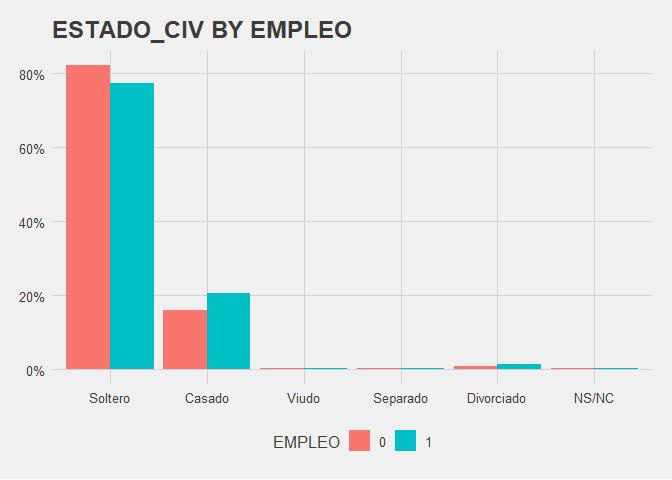 ESTADO_CIV BY EMPLEO
80%
60%
40%
20%
0%
Soltero Casado Viudo Separado Divorciado NS/NC
EMPLEO 0 1